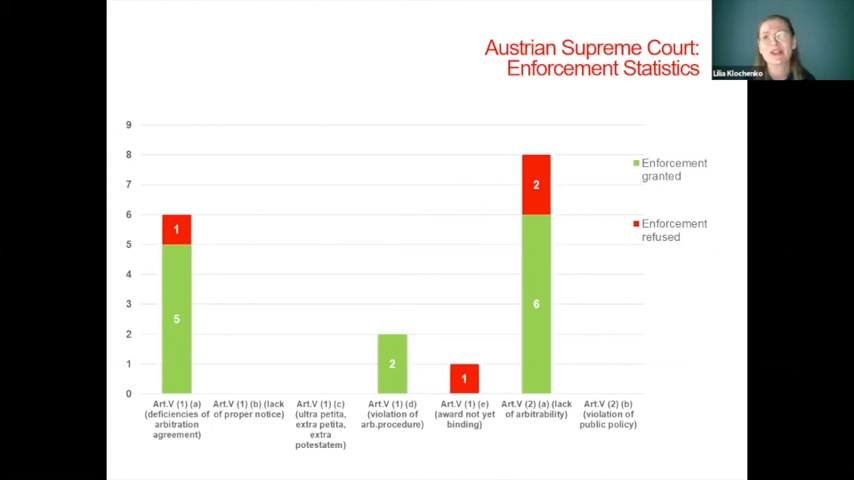 Austrian Supreme Court:
Enforcement Statistics
Lilia Klochenko
9
8
7
6
5
4
3
2
1
0
1
5
2
1
2
6
Enforcement
granted
Enforcement
refused
Art.V (1) (a)
(deficiencies of
arbitration
agreement)
Art.V (1) (b) (lack
of proper notice)
Art.V (1) (c)
(ultra petita,
extra petita,
extra
potestatem)
Art.V (1) (d)
(violation of
arb.procedure)
Art.V (1) (e)
(award not yet
binding)
Art.V (2) (a) (lack
of arbitrability)
Art.V (2) (b)
(violation of
public policy)